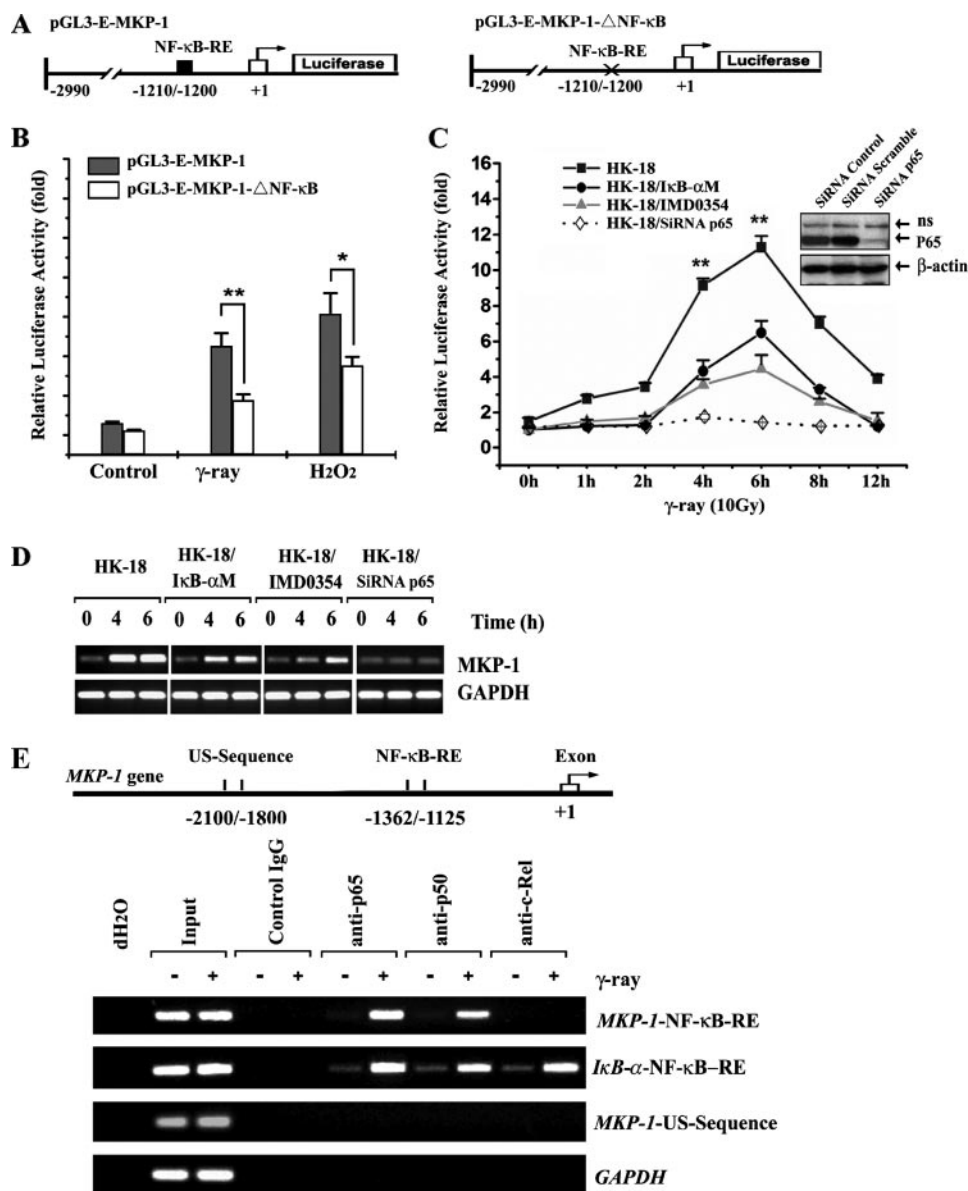 A
pGL3-E-MKP-1
NF-κB-RE
Luciferase
-2990
-1210/-1200
+1
pGL3-E-MKP-1-△NF-κB
NF-κB-RE
Luciferase
-2990
-1210/-1200
+1
B
Relative Luciferase Activity (fold)
pGL3-E-MKP-1
pGL3-E-MKP-1-△NF-κB
**
*
Control
γ-ray
H2O2
C
Relative Luciferase Activity (fold)
16
14
12
10
8
6
4
2
0
HK-18
HK-18/IκB-αM
HK-18/IMD0354
HK-18/SiRNA p65
**
**
SiRNA Control
SiRNA Scramble
SiRNA p65
ns
P65
β-actin
0h 1h 2h 4h 6h 8h 12h
γ-ray (10Gy)
D
HK-18
HK-18/
IκB-αM
HK-18/
IMD0354
HK-18/
SiRNA p65
0 4 6 0 4 6 0 4 6 0 4 6
Time (h)
MKP-1
GAPDH
E
US-Sequence
NF-κB-RE
Exon
MKP-1 gene
-2100/-1800
-1362/-1125
+1
dH2O
Input
Control IgG
anti-p65
anti-p50
anti-c-Rel
- + - + - + - + - +
γ-ray
MKP-1-NF-κB-RE
IκB-α-NF-κB–RE
MKP-1-US-Sequence
GAPDH